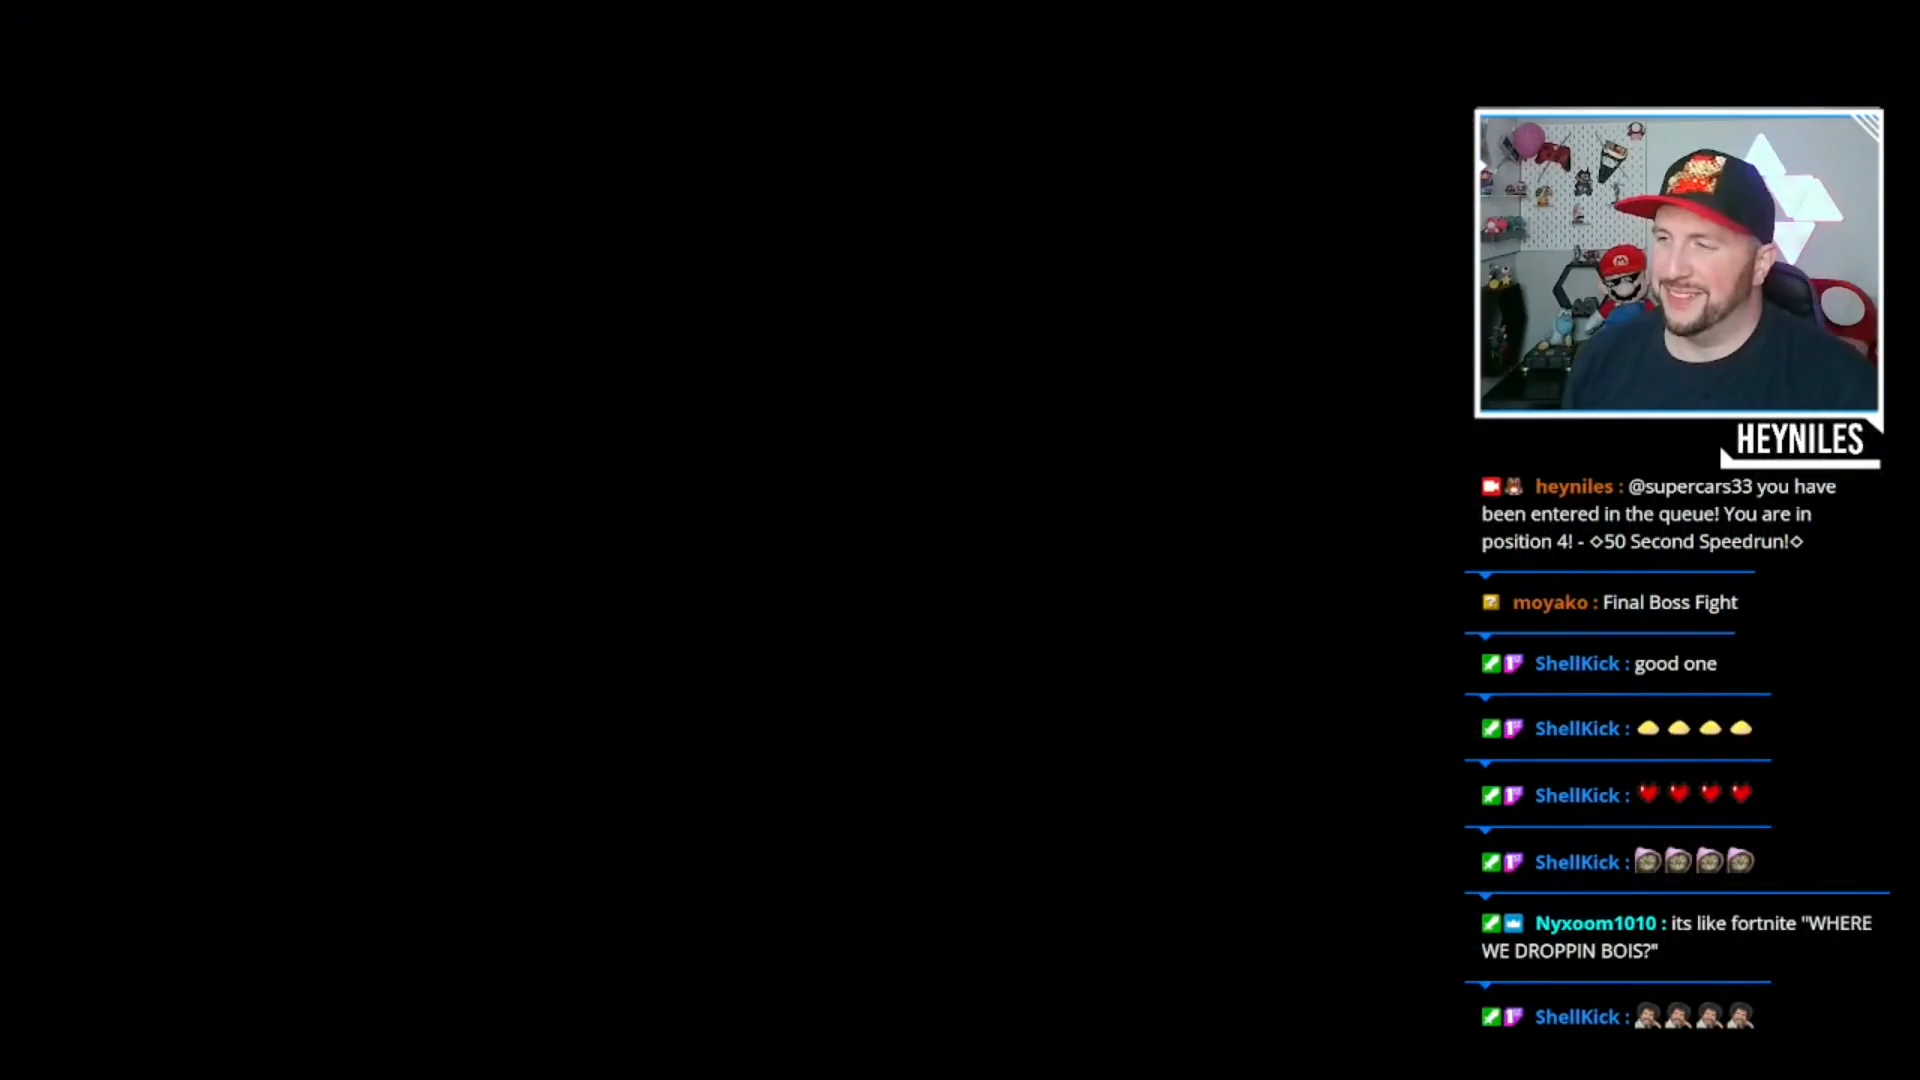 HEYNILES
heyniles : @supercars33 you have
been entered in the queue! You are in
position 4! - ◇50 Second Speedrun!◇
moyako : Final Boss Fight
ShellKick : good one
ShellKick :
ShellKick :
ShellKick :
Nyxoom1010 : its like fortnite "WHERE
WE DROPPIN BOIS?"
ShellKick :